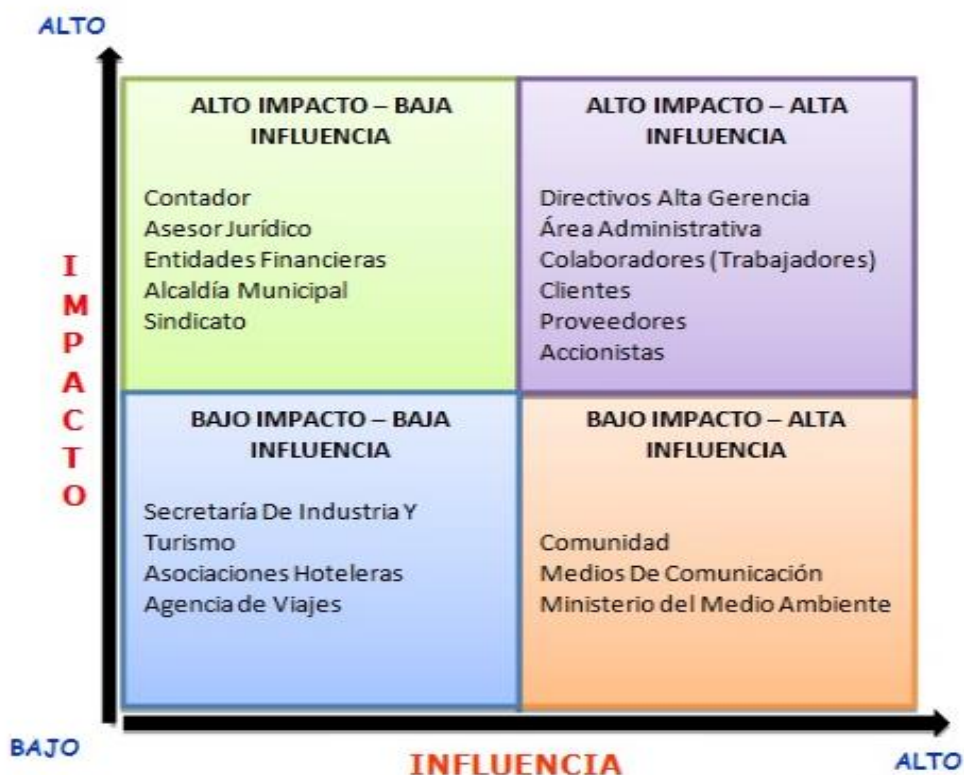 ALTO
ALTO IMPACTO – BAJA
INFLUENCIA
Contador
Asesor Jurídico
Entidades Financieras
Alcaldía Municipal
Sindicato
ALTO IMPACTO – ALTA
INFLUENCIA
Directivos Alta Gerencia
Área Administrativa
Colaboradores (Trabajadores)
Clientes
Proveedores
Accionistas
IMPACTO
BAJO IMPACTO – BAJA
INFLUENCIA
Secretaría De Industria Y
Turismo
Asociaciones Hoteleras
Agencia de Viajes
BAJO IMPACTO – ALTA
INFLUENCIA
Comunidad
Medios De Comunicación
Ministerio del Medio Ambiente
BAJO
INFLUENCIA
ALTO